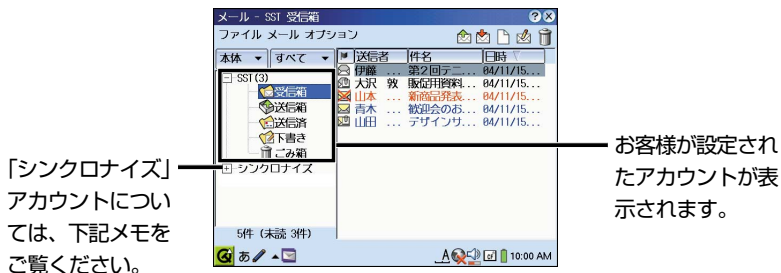 メール - SST 受信箱
ファイル メール オプション
本体 すべて
送信者 件名 日時
SST(3)
受信箱
送信箱
送信済
下書き
ごみ箱
シンクロナイズ
伊藤 ... 第2回テニ... 04/11/15...
大沢 敦 販促用資料... 04/11/15...
山本 ... 新商品発表... 04/11/15...
青木 ... 歓迎会のお... 04/11/15...
山田 ... デザインサ... 04/11/15...
5件 (未読 3件)
あ
A
10:00 AM
「シンクロナイズ」
アカウントについ
ては、下記メモを
ご覧ください。
お客様が設定され
たアカウントが表
示されます。